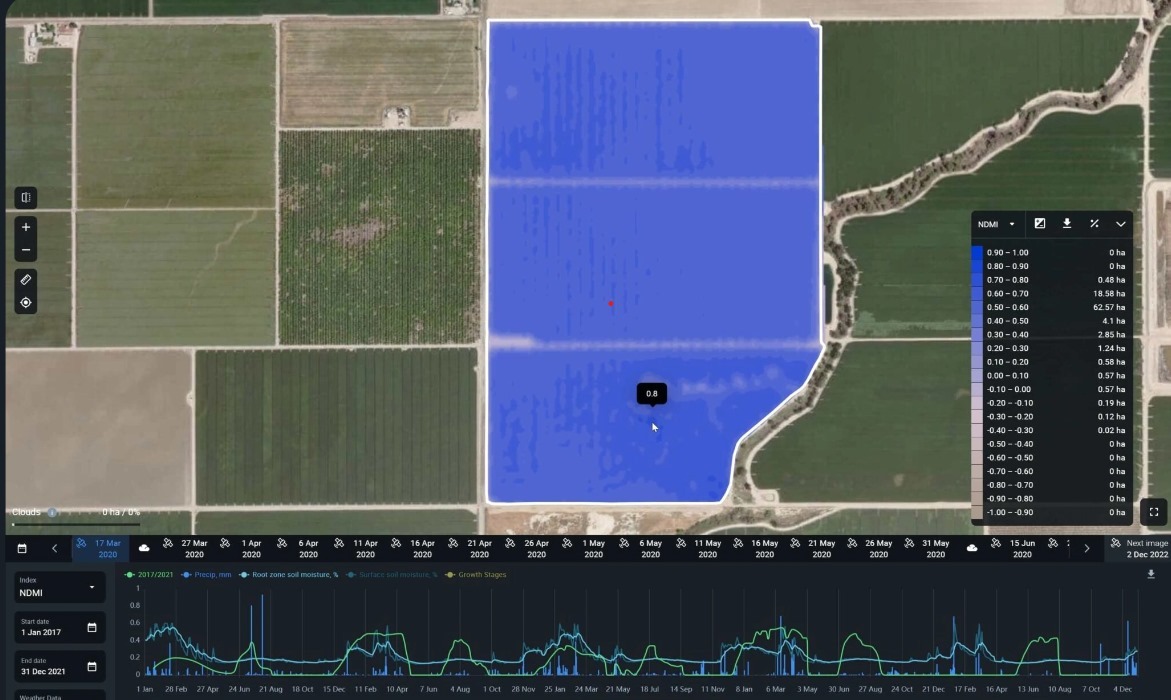 NDMI
0.90 – 1.00 0 ha
0.80 – 0.90 0 ha
0.70 – 0.80 0.48 ha
0.60 – 0.70 18.58 ha
0.50 – 0.60 62.57 ha
0.40 – 0.50 4.1 ha
0.30 – 0.40 2.85 ha
0.20 – 0.30 1.24 ha
0.10 – 0.20 0.58 ha
0.00 – 0.10 0.57 ha
-0.10 – 0.00 0.57 ha
-0.20 – -0.10 0.19 ha
-0.30 – -0.20 0.12 ha
-0.40 – -0.30 0.02 ha
-0.50 – -0.40 0 ha
-0.60 – -0.50 0 ha
-0.70 – -0.60 0 ha
-0.80 – -0.70 0 ha
-0.90 – -0.80 0 ha
-1.00 – -0.90 0 ha
0.8
Clouds 0 ha / 0%
17 Mar 27 Mar 1 Apr 6 Apr 11 Apr 16 Apr 21 Apr 26 Apr 1 May 6 May 11 May 16 May 21 May 26 May 31 May 15 Jun Next image
2020 2020 2020 2020 2020 2020 2020 2020 2020 2020 2020 2020 2020 2020 2020 2020 2 Dec 2022
Index
NDMI
Start date
1 Jan 2017
End date
31 Dec 2021
Weather Data
2017/2021 Precip, mm Root zone soil moisture, % Surface soil moisture, % Growth Stages
1
0.8
0.6
0.4
0.2
0
1 Jan 28 Feb 27 Apr 24 Jun 21 Aug 18 Oct 15 Dec 11 Feb 10 Apr 7 Jun 4 Aug 1 Oct 28 Nov 25 Jan 24 Mar 21 May 18 Jul 14 Sep 11 Nov 8 Jan 6 Mar 3 May 30 Jun 27 Aug 24 Oct 21 Dec 17 Feb 16 Apr 13 Jun 10 Aug 7 Oct 4 Dec